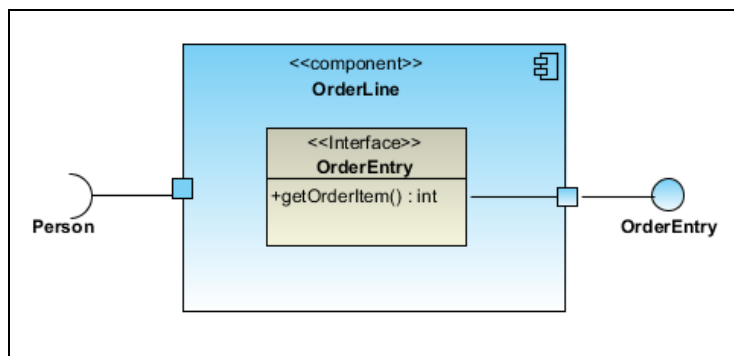 <<component>>
OrderLine
<<Interface>>
OrderEntry
+getOrderItem() : int
Person
OrderEntry